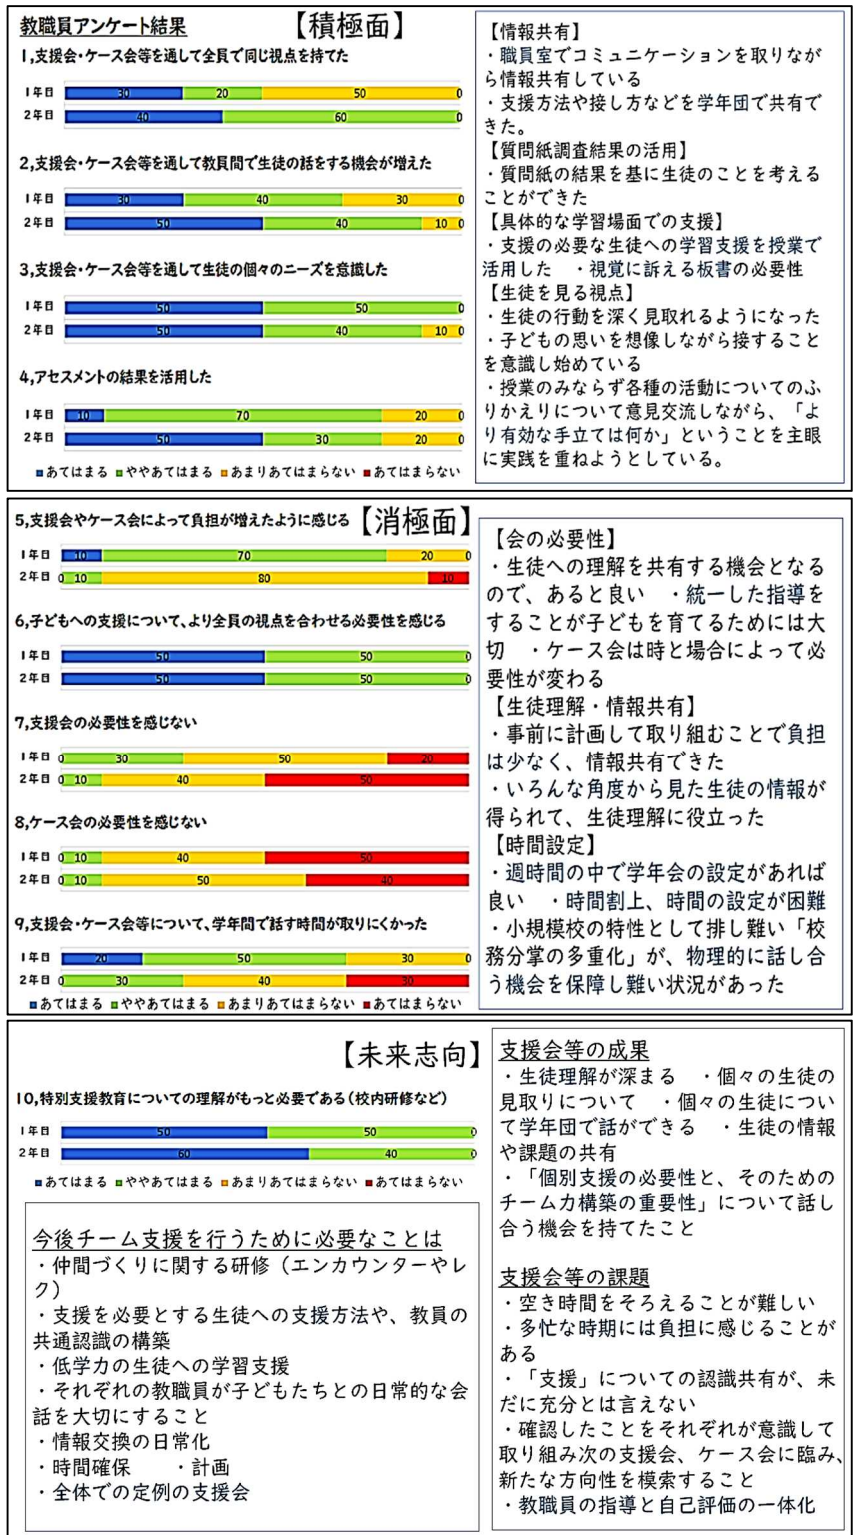 教職員アンケート結果
【積極面】
1,支援会・ケース会等を通して全員で同じ視点を持てた
1年目 30 20 50 0
2年目 40 60 0
2,支援会・ケース会等を通して教員間で生徒の話をする機会が増えた
1年目 30 40 30 0
2年目 50 40 10 0
3,支援会・ケース会等を通して生徒の個々のニーズを意識した
1年目 50 50 0
2年目 50 40 10 0
4,アセスメントの結果を活用した
1年目 10 70 20 0
2年目 50 30 20 0
あてはまる ややあてはまる あまりあてはまらない あてはまらない
【情報共有】
・職員室でコミュニケーションを取りなが
ら情報共有している
・支援方法や接し方などを学年団で共有で
きた。
【質問紙調査結果の活用】
・質問紙の結果を基に生徒のことを考える
ことができた
【具体的な学習場面での支援】
・支援の必要な生徒への学習支援を授業で
活用した ・視覚に訴える板書の必要性
【生徒を見る視点】
・生徒の行動を深く見取れるようになった
・子どもの思いを想像しながら接すること
を意識し始めている
・授業のみならず各種の活動についてのふ
りかえりについて意見交流しながら、「よ
り有効な手立ては何か」ということを主眼
に実践を重ねようとしている。
5,支援会やケース会によって負担が増えたように感じる
【消極面】
1年目 10 70 20 0
2年目 0 10 80 10
6,子どもへの支援について、より全員の視点を合わせる必要性を感じる
1年目 50 50 0
2年目 50 50 0
7,支援会の必要性を感じない
1年目 0 30 50 20
2年目 0 10 40 50
8,ケース会の必要性を感じない
1年目 0 10 40 50
2年目 0 10 50 40
9,支援会・ケース会等について、学年間で話す時間が取りにくかった
1年目 20 50 30 0
2年目 0 30 40 30
あてはまる ややあてはまる あまりあてはまらない あてはまらない
【会の必要性】
・生徒への理解を共有する機会となる
ので、あると良い ・統一した指導を
することが子どもを育てるためには大
切 ・ケース会は時と場合によって必
要性が変わる
【生徒理解・情報共有】
・事前に計画して取り組むことで負担
は少なく、情報共有できた
・いろんな角度から見た生徒の情報が
得られて、生徒理解に役立った
【時間設定】
・週時間の中で学年会の設定があれば
良い ・時間割上、時間の設定が困難
・小規模校の特性として排し難い「校
務分掌の多重化」が、物理的に話し合
う機会を保障し難い状況があった
【未来志向】
10,特別支援教育についての理解がもっと必要である(校内研修など)
1年目 50 50 0
2年目 60 40 0
あてはまる ややあてはまる あまりあてはまらない あてはまらない
今後チーム支援を行うために必要なことは
・仲間づくりに関する研修（エンカウンターやレ
ク）
・支援を必要とする生徒への支援方法や、教員の
共通認識の構築
・低学力の生徒への学習支援
・それぞれの教職員が子どもたちとの日常的な会
話を大切にすること
・情報交換の日常化
・時間確保 ・計画
・全体での定例の支援会
支援会等の成果
・生徒理解が深まる ・個々の生徒の
見取りについて ・個々の生徒につい
て学年団で話ができる ・生徒の情報
や課題の共有
・「個別支援の必要性と、そのための
チーム力構築の重要性」について話し
合う機会を持てたこと
支援会等の課題
・空き時間をそろえることが難しい
・多忙な時期には負担に感じることが
ある
・「支援」についての認識共有が、未
だに充分とは言えない
・確認したことをそれぞれが意識して
取り組み次の支援会、ケース会に臨み、
新たな方向性を模索すること
・教職員の指導と自己評価の一体化